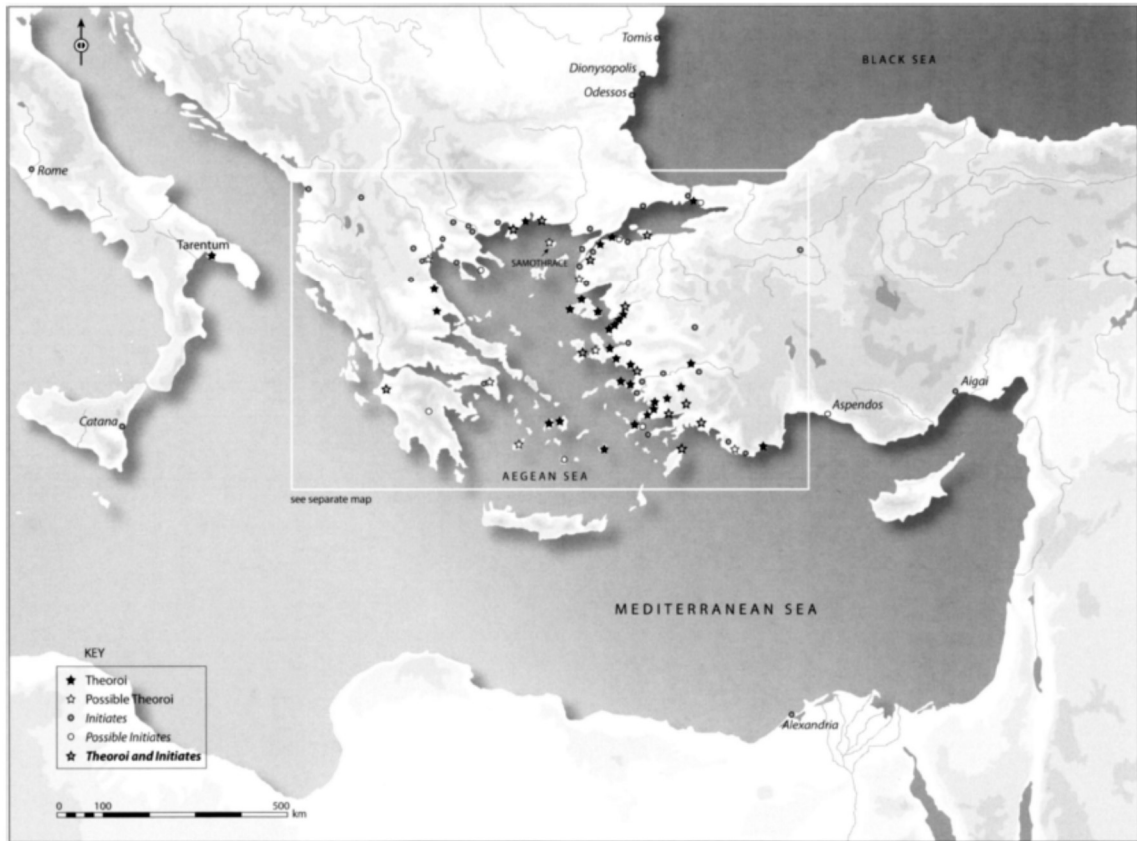 Tomis
BLACK SEA
Dionysopolis
Odessos
Rome
Tarentum
?
SAMOTHRACE
Catana
Aigai
Aspendos
AEGEAN SEA
see separate map
MEDITERRANEAN SEA
KEY
Theoroi
Possible Theoroi
Initiates
Possible Initiates
Theoroi and Initiates
Alexandria
0 100 500
km